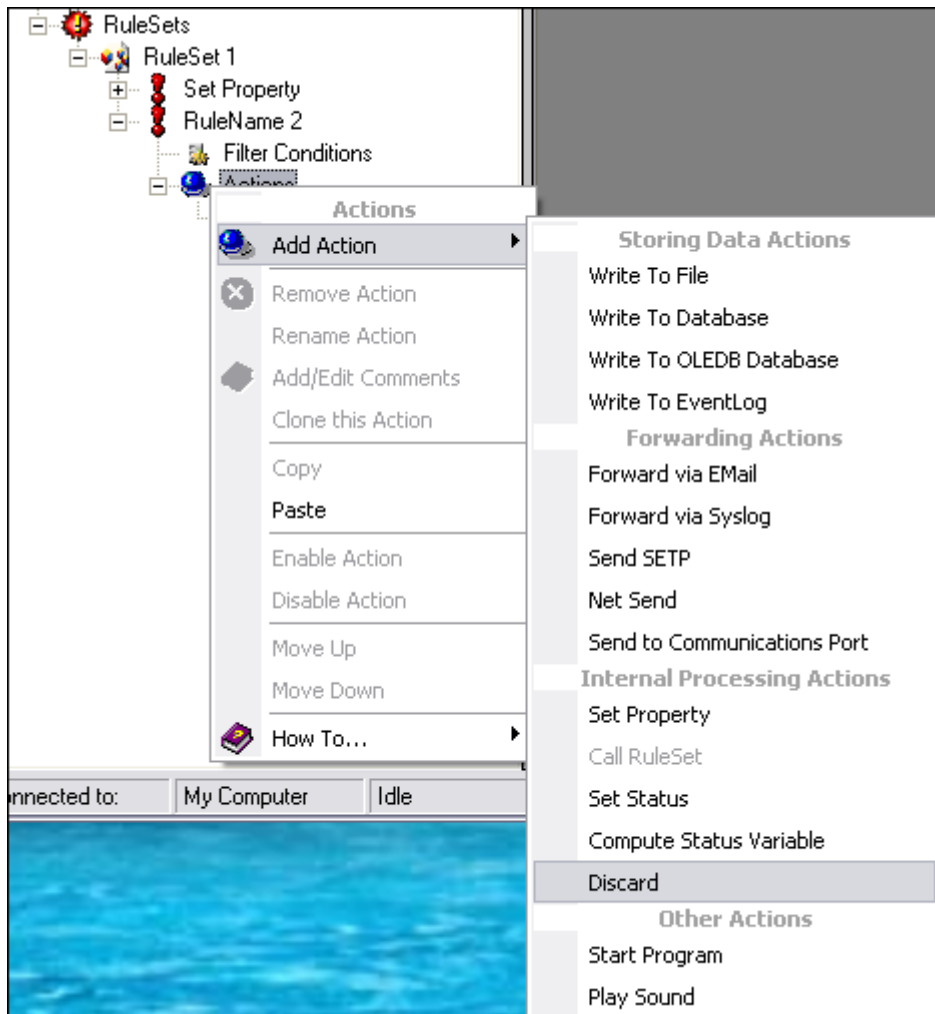 RuleSets
RuleSet 1
Set Property
RuleName 2
Filter Conditions
Actions
Actions
Add Action
Remove Action
Rename Action
Add/Edit Comments
Clone this Action
Copy
Paste
Enable Action
Disable Action
Move Up
Move Down
How To...
Storing Data Actions
Write To File
Write To Database
Write To OLEDB Database
Write To EventLog
Forwarding Actions
Forward via EMail
Forward via Syslog
Send SETP
Net Send
Send to Communications Port
Internal Processing Actions
Set Property
Call RuleSet
Set Status
Compute Status Variable
Discard
Other Actions
Start Program
Play Sound
onnected to: My Computer Idle